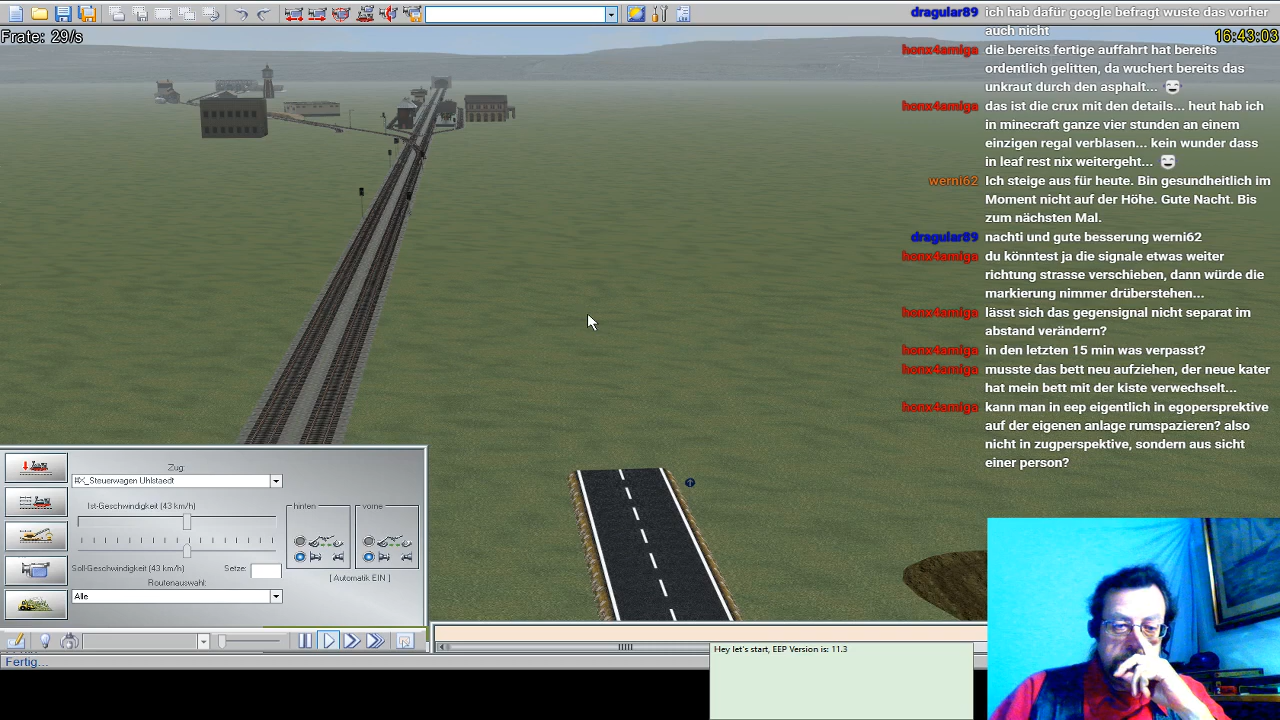 Frate: 29/s
dragular89 ich hab dafür google befragt wuste das vorher
auch nicht
16:43:03
honx4amiga die bereits fertige auffahrt hat bereits
ordentlich gelitten, da wuchert bereits das
unkraut durch den asphalt...
honx4amiga das ist die crux mit den details... heut hab ich
in minecraft ganze vier stunden an einem
einzigen regal verblasen... kein wunder dass
in leaf rest nix weitergeht...
werni62 Ich steige aus für heute. Bin gesundheitlich im
Moment nicht auf der Höhe. Gute Nacht. Bis
zum nächsten Mal.
dragular89 nachti und gute besserung werni62
honx4amiga du könntest ja die signale etwas weiter
richtung strasse verschieben, dann würde die
markierung nimmer drüberstehen...
honx4amiga lässt sich das gegensignal nicht separat im
abstand verändern?
honx4amiga in den letzten 15 min was verpasst?
honx4amiga musste das bett neu aufziehen, der neue kater
hat mein bett mit der kiste verwechselt...
honx4amiga kann man in eep eigentlich in egopersprektive
auf der eigenen anlage rumspazieren? also
nicht in zugperspektive, sondern aus sicht
einer person?
Zug:
#X_Steuerwagen Uhlstaedt
Ist-Geschwindigkeit (43 km/h)
hinten
vorne
Soll-Geschwindigkeit (43 km/h)
Setze:
[ Automatik EIN ]
Routenauswahl:
Alle
Fertig...
Hey let's start, EEP Version is: 11.3